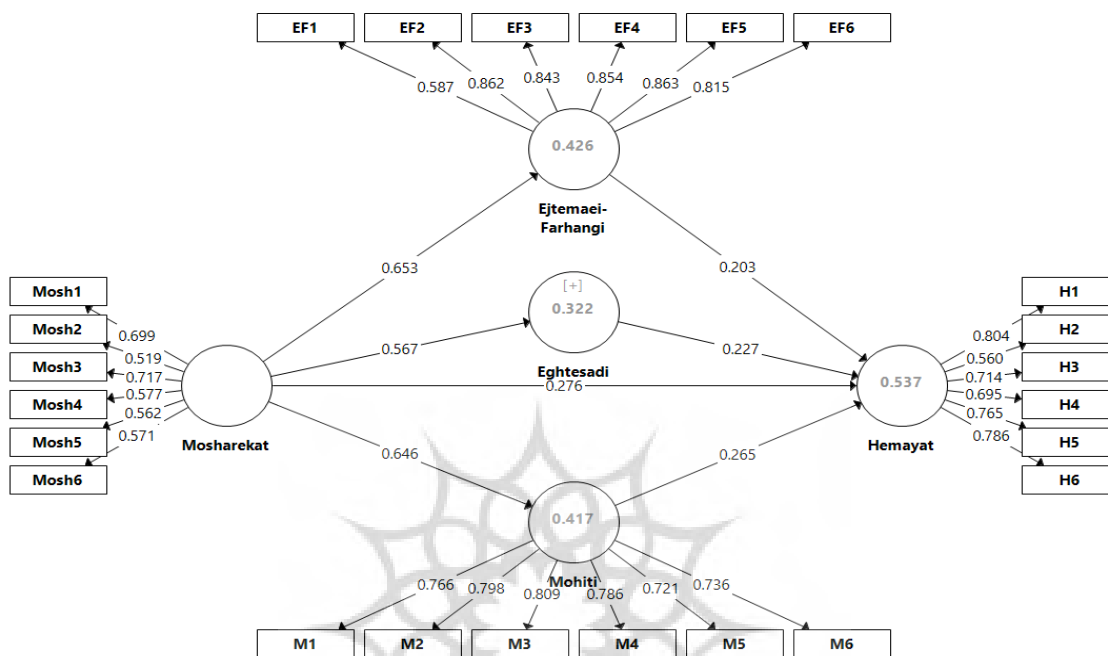 EF1 EF2 EF3 EF4 EF5 EF6
0.587 0.862 0.843 0.854 0.863 0.815
0.426
Ejtemaei-
Farhangi
0.653 0.203
[+]
0.322
Eghtesadi
0.567 0.227
0.276
Mosh1
Mosh2
Mosh3
Mosh4
Mosh5
Mosh6
0.699
0.519
0.717
0.577
0.562
0.571
Mosharekat
0.537
Hemayat
0.804
0.560
0.714
0.695
0.765
0.786
H1
H2
H3
H4
H5
H6
0.646 0.265
0.417
Mohiti
0.766 0.798 0.809 0.786 0.721 0.736
M1 M2 M3 M4 M5 M6